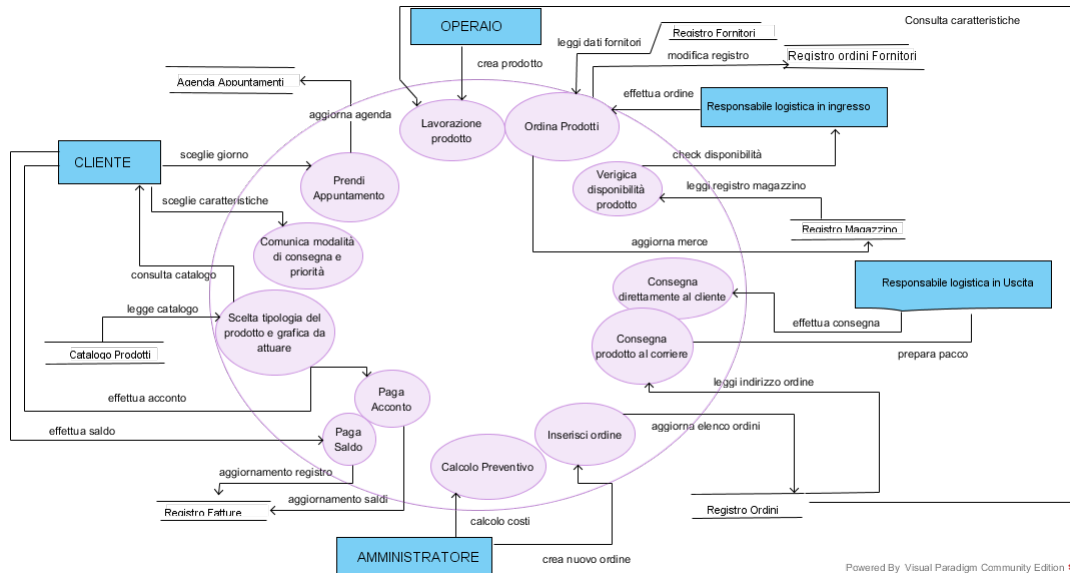 OPERAIO
Consulta caratteristiche
leggi dati fornitori
Registro Fornitori
modifica registro
Registro ordini Fornitori
crea prodotto
Agenda Appuntamenti
effettua ordine
Responsabile logistica in ingresso
aggiorna agenda
Lavorazione
prodotto
Ordina Prodotti
CLIENTE
sceglie giorno
check disponibilità
Prendi
Appuntamento
Verigica
disponibilità
prodotto
leggi registro magazzino
sceglie caratteristiche
Registro Magazzino
Comunica modalità
di consegna e
priorità
aggiorna merce
consulta catalogo
Consegna
direttamente al cliente
Responsabile logistica in Uscita
legge catalogo
Scelta tipologia del
prodotto e grafica da
attuare
effettua consegna
Catalogo Prodotti
Consegna
prodotto al corriere
prepara pacco
leggi indirizzo ordine
effettua acconto
Paga
Acconto
effettua saldo
Paga
Saldo
Inserisci ordine
aggiorna elenco ordini
aggiornamento registro
Calcolo Preventivo
aggiornamento saldi
Registro Fatture
Registro Ordini
calcolo costi
AMMINISTRATORE
crea nuovo ordine
Powered By Visual Paradigm Community Edition